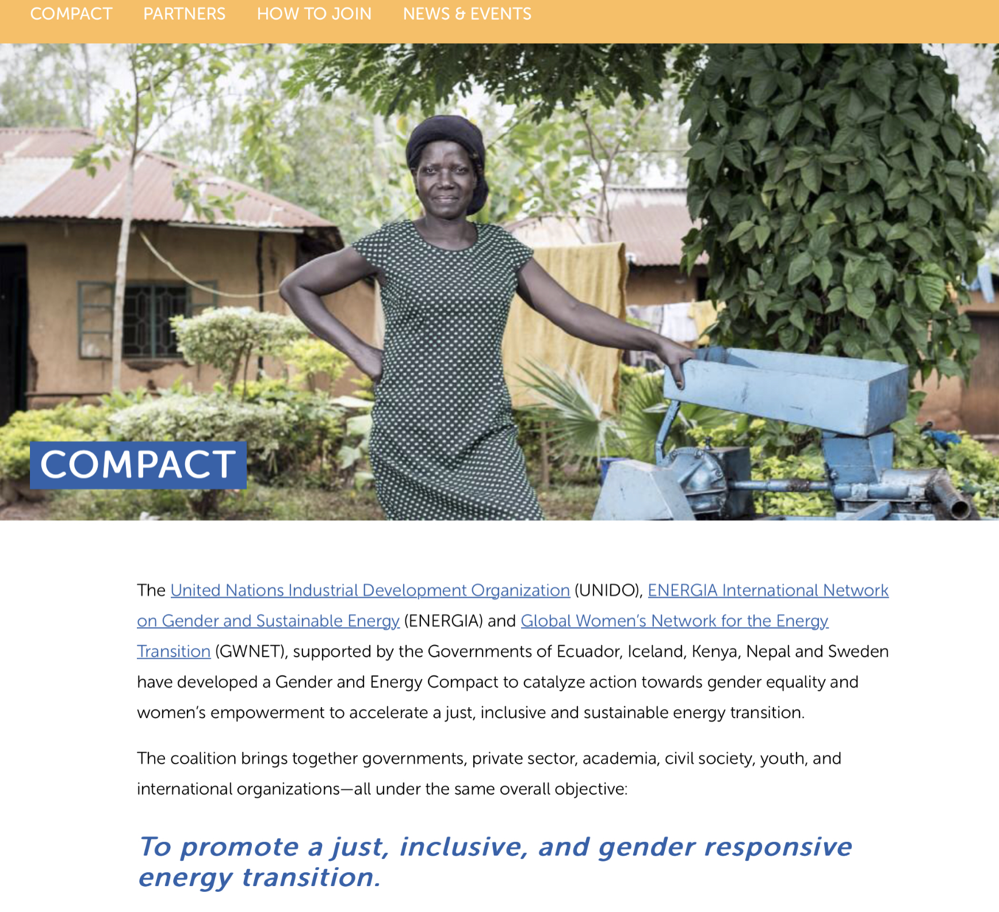 COMPACT PARTNERS HOW TO JOIN NEWS & EVENTS
COMPACT
The United Nations Industrial Development Organization (UNIDO), ENERGIA International Network
on Gender and Sustainable Energy (ENERGIA) and Global Women’s Network for the Energy
Transition (GWNET), supported by the Governments of Ecuador, Iceland, Kenya, Nepal and Sweden
have developed a Gender and Energy Compact to catalyze action towards gender equality and
women’s empowerment to accelerate a just, inclusive and sustainable energy transition.
The coalition brings together governments, private sector, academia, civil society, youth, and
international organizations—all under the same overall objective:
To promote a just, inclusive, and gender responsive
energy transition.